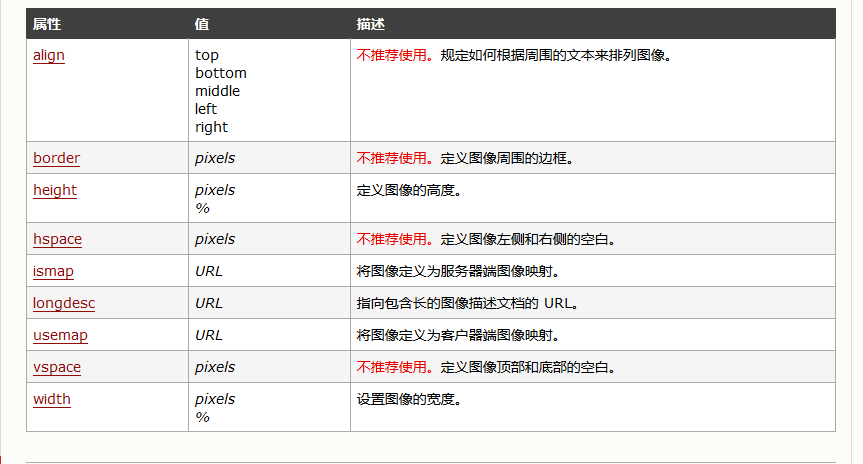 属性 值 描述
align top 不推荐使用。规定如何根据周围的文本来排列图像。
bottom
middle
left
right
border pixels 不推荐使用。定义图像周围的边框。
height pixels 定义图像的高度。
%
hspace pixels 不推荐使用。定义图像左侧和右侧的空白。
ismap URL 将图像定义为服务器端图像映射。
longdesc URL 指向包含长的图像描述文档的 URL。
usemap URL 将图像定义为客户器端图像映射。
vspace pixels 不推荐使用。定义图像顶部和底部的空白。
width pixels 设置图像的宽度。
%